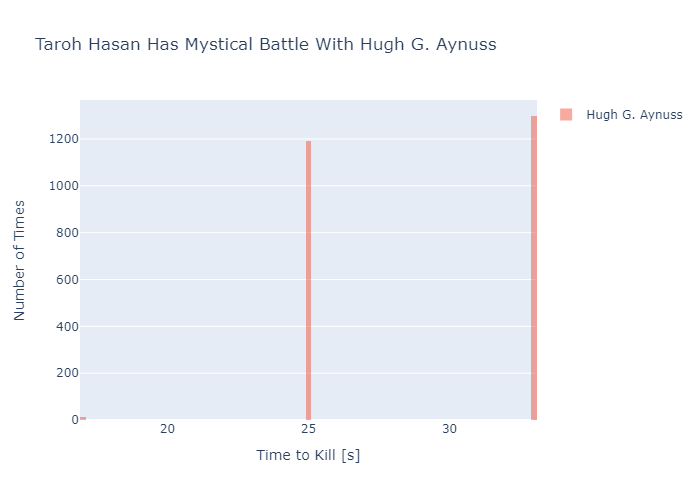 Taroh Hasan Has Mystical Battle With Hugh G. Aynuss
Hugh G. Aynuss
1200
1000
800
600
400
200
0
20
25
30
Number of Times
Time to Kill [s]